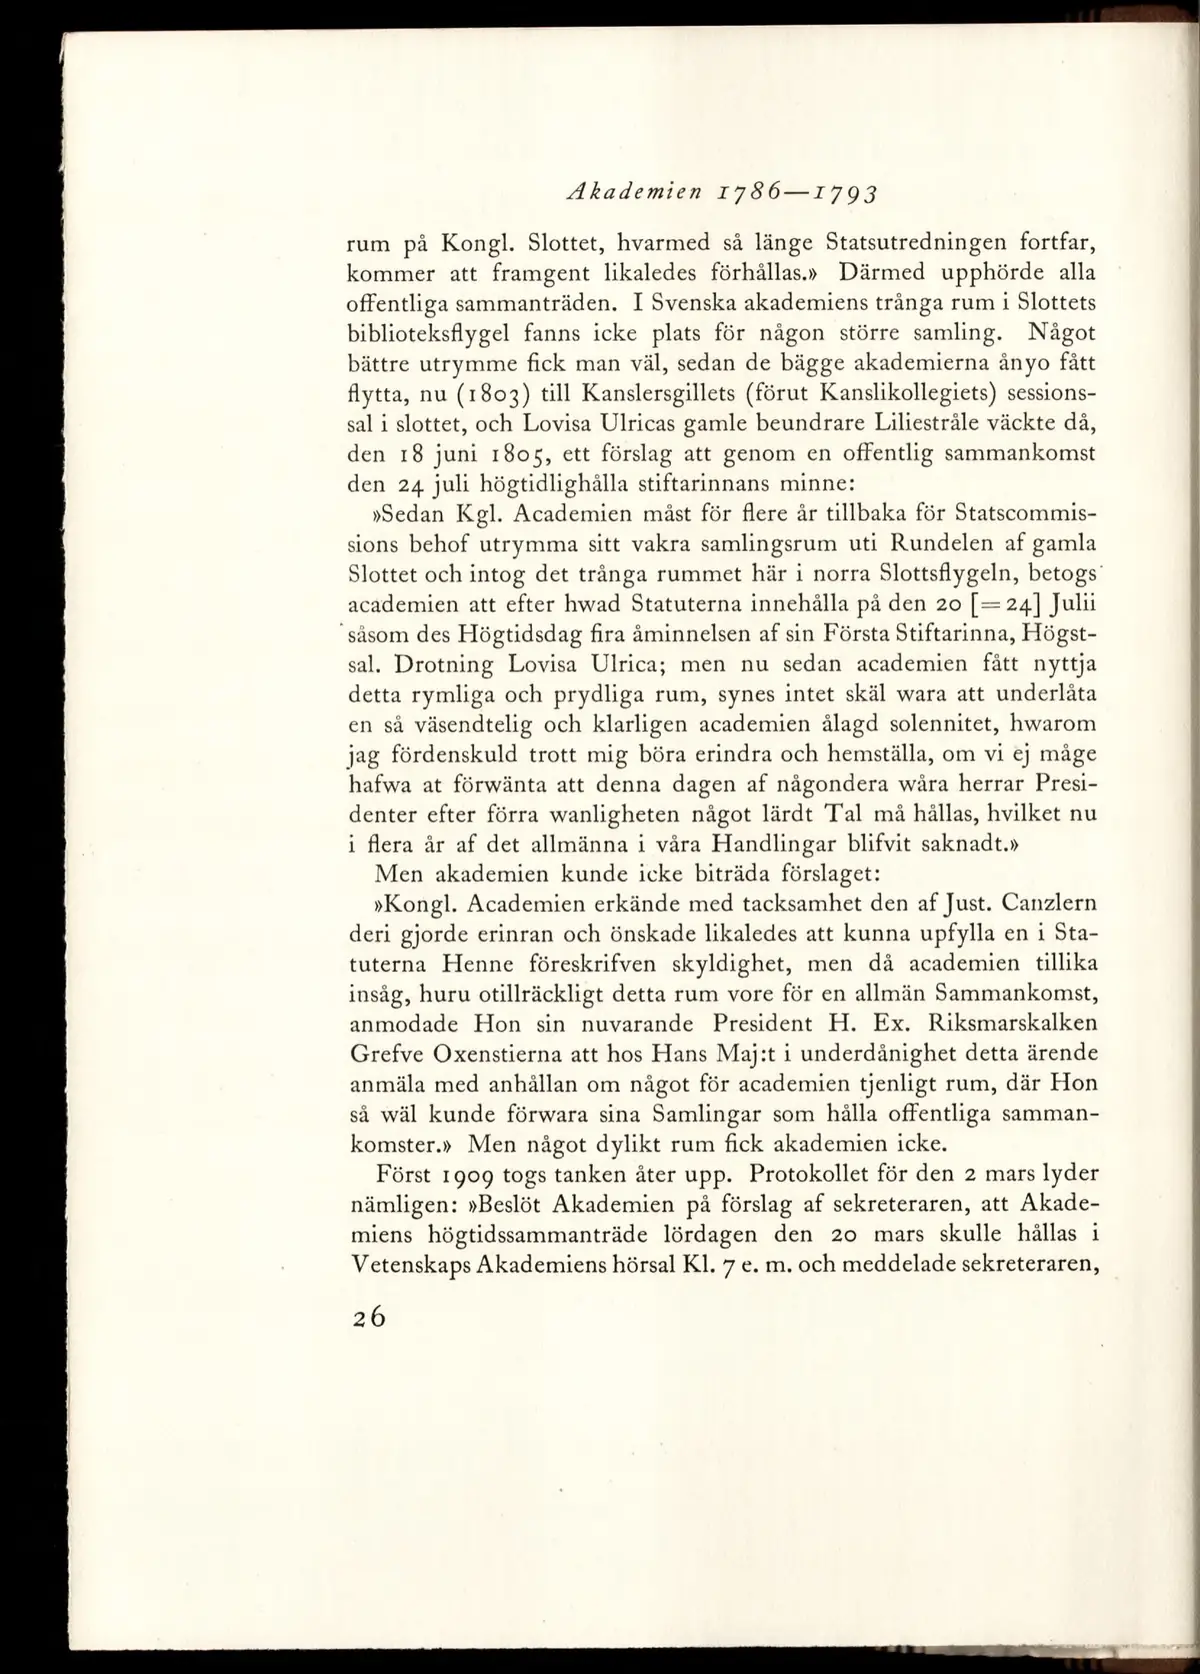 Akademien 1786—1793
rum på Kongl. Slottet, hvarmed så länge Statsutredningen fortfar,
kommer att framgent likaledes förhållas.» Därmed upphörde alla
offentliga sammanträden. I Svenska akademiens trånga rum i Slottets
biblioteksflygel fanns icke plats för någon större samling. Något
bättre utrymme fick man väl, sedan de bägge akademierna ånyo fått
flytta, nu (1803) till Kanslersgillets (förut Kanslikollegiets) sessions-
sal i slottet, och Lovisa Ulricas gamle beundrare Liliestråle väckte då,
den 18 juni 1805, ett förslag att genom en offentlig sammankomst
den 24 juli högtidlighålla stiftarinnans minne:
»Sedan Kgl. Academien måst för flere år tillbaka för Statscommis-
sions behof utrymma sitt vakra samlingsrum uti Rundelen af gamla
Slottet och intog det trånga rummet här i norra Slottsflygeln, betogs
academien att efter hwad Statuterna innehålla på den 20 [= 24] Julii
såsom des Högtidsdag fira åminnelsen af sin Första Stiftarinna, Högst-
sal. Drotning Lovisa Ulrica; men nu sedan academien fått nyttja
detta rymliga och prydliga rum, synes intet skäl wara att underlåta
en så väsendtelig och klarligen academien ålagd solennitet, hwarom
jag fördenskuld trott mig böra erindra och hemställa, om vi ej måge
hafwa at förwänta att denna dagen af någondera wåra herrar Presi-
denter efter förra wanligheten något lärdt Tal må hållas, hvilket nu
i flera år af det allmänna i våra Handlingar blifvit saknadt.»
Men akademien kunde icke biträda förslaget:
»Kongl. Academien erkände med tacksamhet den af Just. Canzlern
deri gjorde erinran och önskade likaledes att kunna upfylla en i Sta-
tuterna Henne föreskrifven skyldighet, men då academien tillika
insåg, huru otillräckligt detta rum vore för en allmän Sammankomst,
anmodade Hon sin nuvarande President H. Ex. Riksmarskalken
Grefve Oxenstierna att hos Hans Maj:t i underdånighet detta ärende
anmäla med anhållan om något för academien tjenligt rum, där Hon
så wäl kunde förwara sina Samlingar som hålla offentliga samman-
komster.» Men något dylikt rum fick akademien icke.
Först 1909 togs tanken åter upp. Protokollet för den 2 mars lyder
nämligen: »Beslöt Akademien på förslag af sekreteraren, att Akade-
miens högtidssammanträde lördagen den 20 mars skulle hållas i
Vetenskaps Akademiens hörsal Kl. 7 e. m. och meddelade sekreteraren,
26